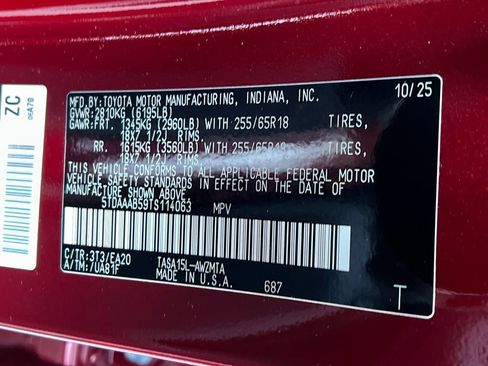 ZC
0EA70
MFD. BY: TOYOTA MOTOR MANUFACTURING, INDIANA, INC. 10/25
GVWR: 2810KG (6195LB)
GAWR: FRT. 1345KG (2960LB) WITH 255/65R18 TIRES,
18X7 1/2J RIMS
RR. 1615KG (3560LB) WITH 255/65R18 TIRES,
18X7 1/2J RIMS
THIS VEHICLE CONFORMS TO ALL APPLICABLE FEDERAL MOTOR
VEHICLE SAFETY STANDARDS IN EFFECT ON THE DATE OF
MANUFACTURE SHOWN ABOVE.
5TDAAAB59TS114063 MPV
C/TR:3T3/EA20 TASA15L-AWZMTA
A/TM:-/UA81F MADE IN U.S.A. 687 T